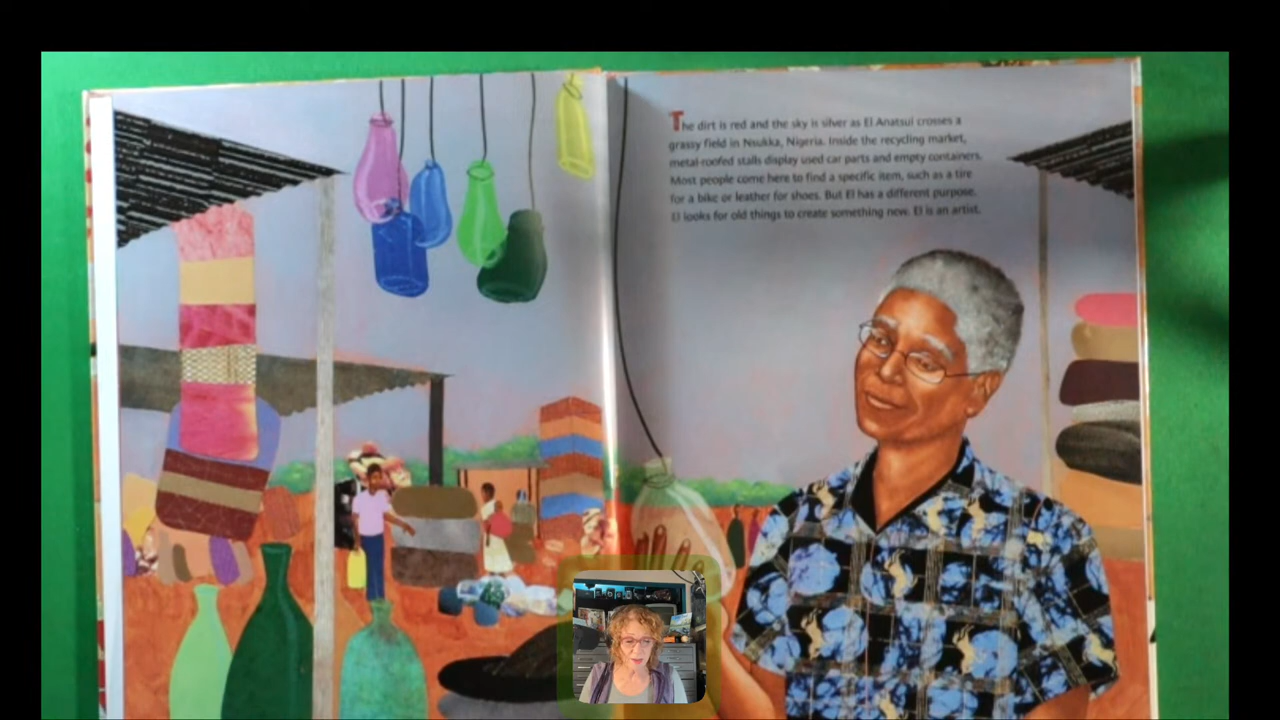 The dirt is red and the sky is silver as El Anatsui crosses a
grassy field in Nsukka, Nigeria. Inside the recycling market,
metal-roofed stalls display used car parts and empty containers.
Most people come here to find a specific item, such as a tire
for a bike or leather for shoes. But El has a different purpose.
El looks for old things to create something new. El is an artist.